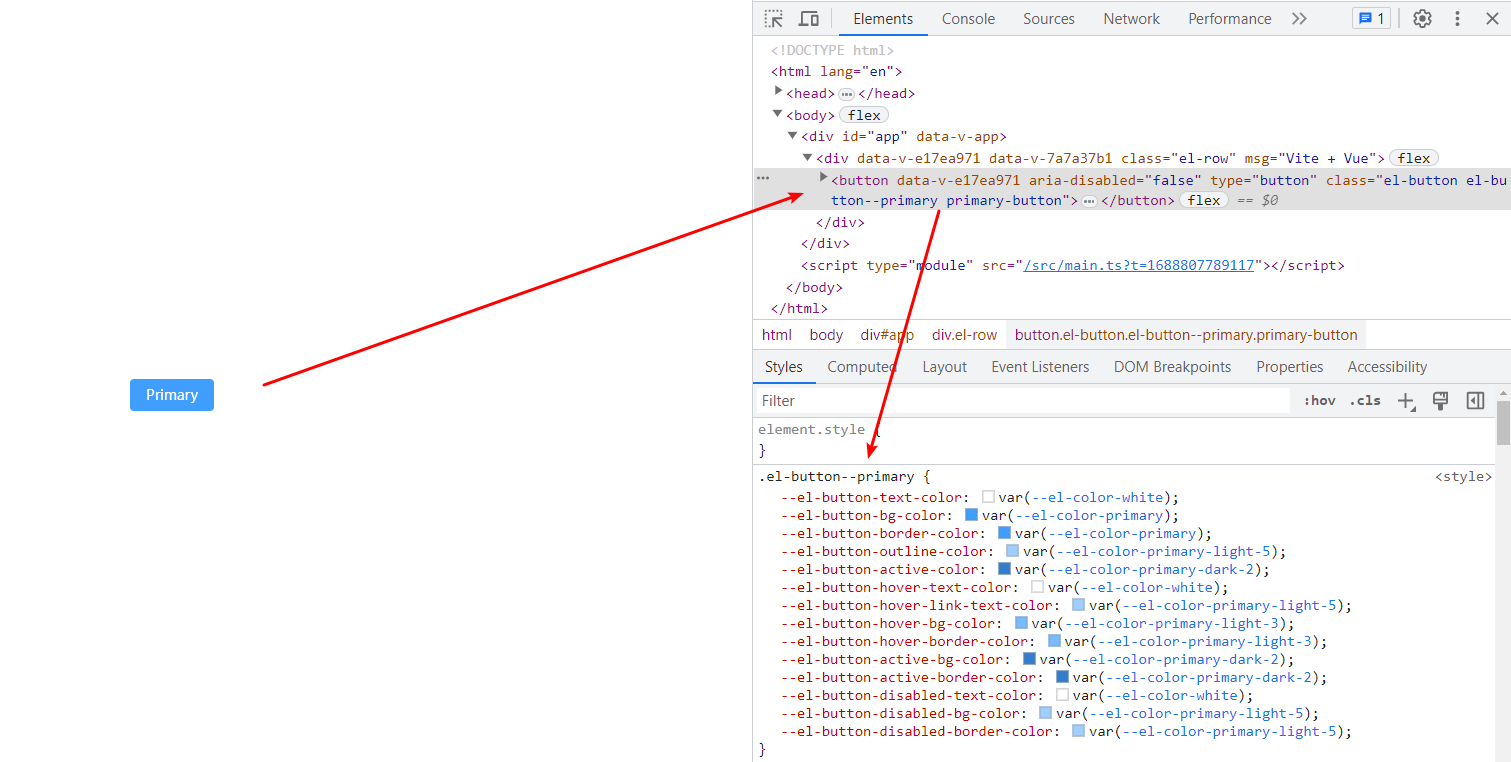 Primary
Elements Console Sources Network Performance 1
<!DOCTYPE html>
<html lang="en">
<head> ••• </head>
<body> flex
<div id="app" data-v-app>
<div data-v-e17ea971 data-v-7a7a37b1 class="el-row" msg="Vite + Vue"> flex
<button data-v-e17ea971 aria-disabled="false" type="button" class="el-button el-bu
tton--primary primary-button"> ••• </button> flex == $0
</div>
</div>
<script type="module" src="/src/main.ts?t=1688807789117"></script>
</body>
</html>
html body div#app div.el-row button.el-button.el-button--primary.primary-button
Styles Computed Layout Event Listeners DOM Breakpoints Properties Accessibility
Filter :hov .cls
element.style {
}
.el-button--primary { <style>
--el-button-text-color: var(--el-color-white);
--el-button-bg-color: var(--el-color-primary);
--el-button-border-color: var(--el-color-primary);
--el-button-outline-color: var(--el-color-primary-light-5);
--el-button-active-color: var(--el-color-primary-dark-2);
--el-button-hover-text-color: var(--el-color-white);
--el-button-hover-link-text-color: var(--el-color-primary-light-5);
--el-button-hover-bg-color: var(--el-color-primary-light-3);
--el-button-hover-border-color: var(--el-color-primary-light-3);
--el-button-active-bg-color: var(--el-color-primary-dark-2);
--el-button-active-border-color: var(--el-color-primary-dark-2);
--el-button-disabled-text-color: var(--el-color-white);
--el-button-disabled-bg-color: var(--el-color-primary-light-5);
--el-button-disabled-border-color: var(--el-color-primary-light-5);
}